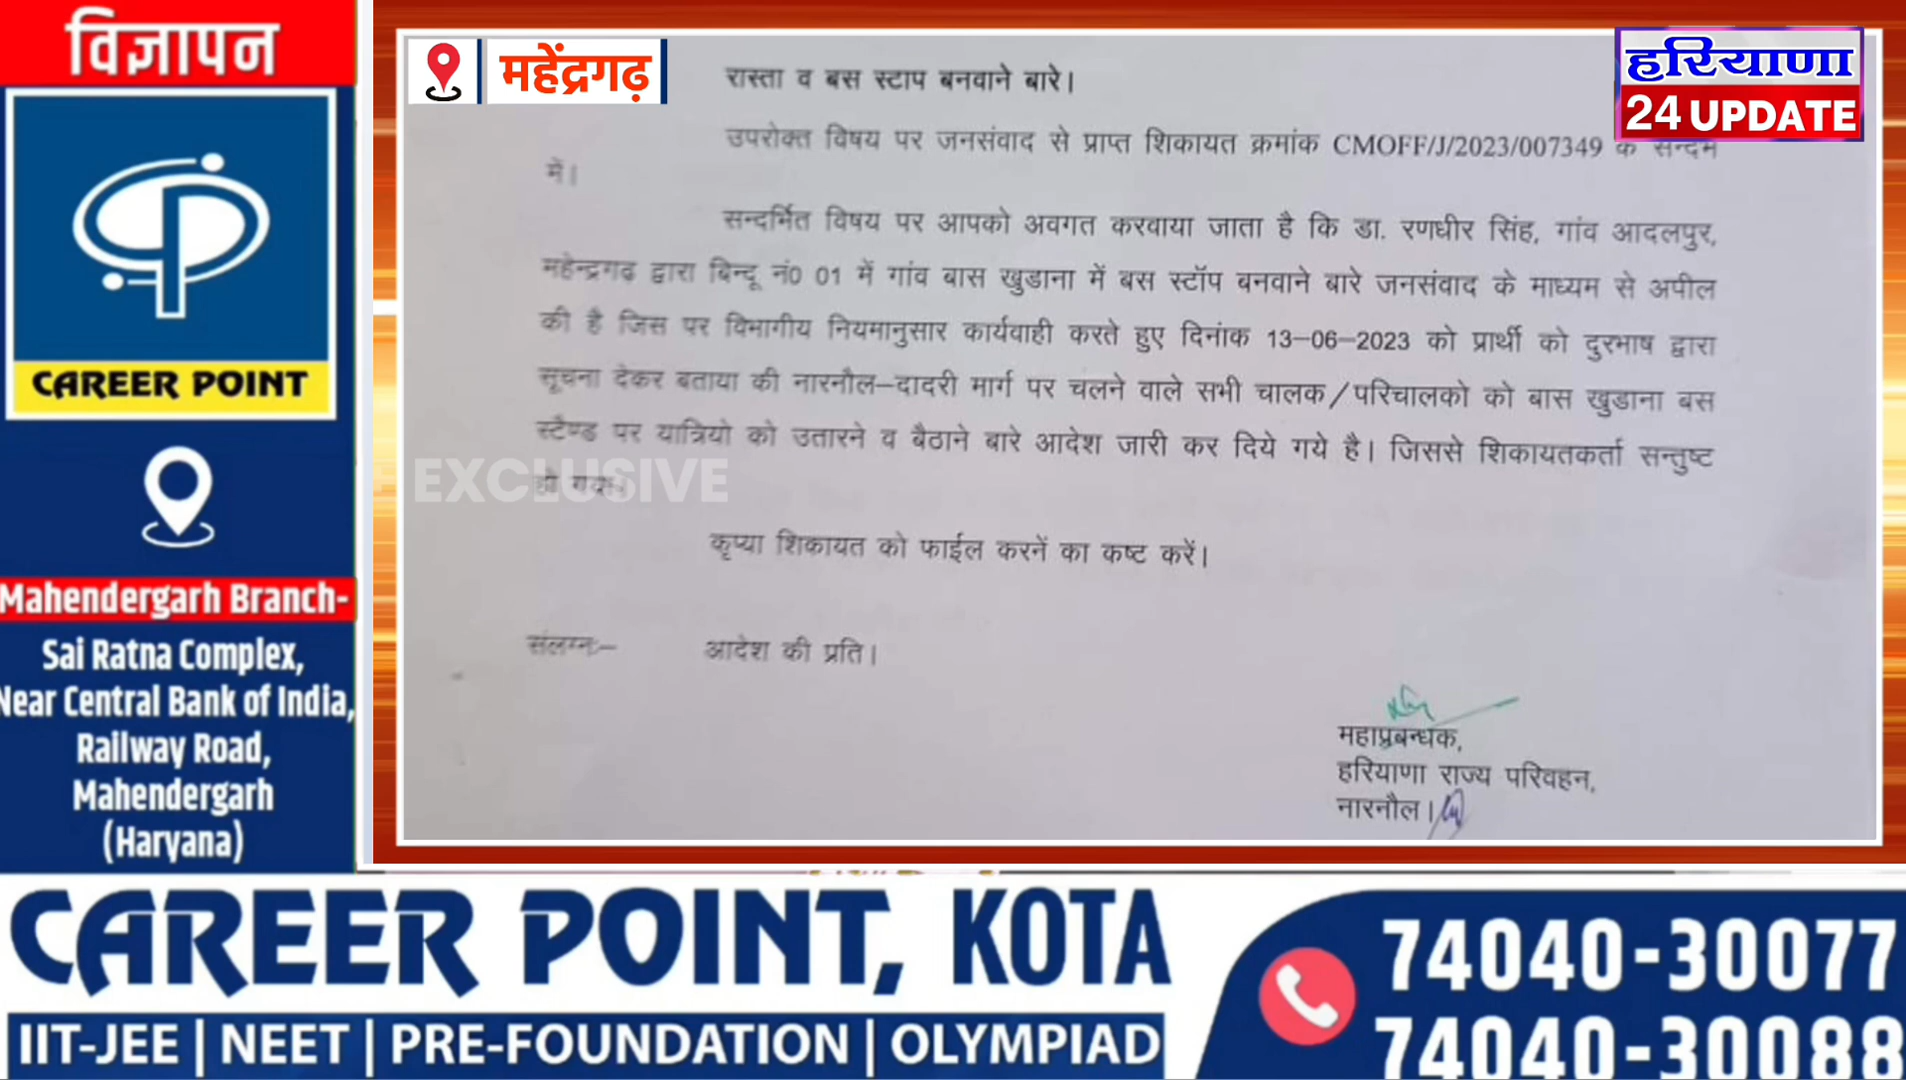 विज्ञापन
CAREER POINT
Mahendergarh Branch-
Sai Ratna Complex,
Near Central Bank of India,
Railway Road,
Mahendergarh
(Haryana)
महेंद्रगढ़
हरियाणा
24 UPDATE
रास्ता व बस स्टाप बनवाने बारे।
उपरोक्त विषय पर जनसंवाद से प्राप्त शिकायत क्रमांक CMOFF/J/2023/007349 के सन्दर्भ
में।
सन्दर्भित विषय पर आपको अवगत करवाया जाता है कि डा. रणधीर सिंह, गांव आदलपुर,
महेन्द्रगढ द्वारा बिन्दू नं0 01 में गांव बास खुडाना में बस स्टॉप बनवाने बारे जनसंवाद के माध्यम से अपील
की है जिस पर विभागीय नियमानुसार कार्यवाही करते हुए दिनांक 13-06-2023 को प्रार्थी को दुरभाष द्वारा
सूचना देकर बताया की नारनौल-दादरी मार्ग पर चलने वाले सभी चालक/परिचालको को बास खुडाना बस
स्टैण्ड पर यात्रियो को उतारने व बैठाने बारे आदेश जारी कर दिये गये है। जिससे शिकायतकर्ता सन्तुष्ट
हो गया।
EXCLUSIVE
कृप्या शिकायत को फाईल करनें का कष्ट करें।
संलग्न:- आदेश की प्रति।
महाप्रबन्धक,
हरियाणा राज्य परिवहन,
नारनौल।
CAREER POINT, KOTA
IIT-JEE | NEET | PRE-FOUNDATION | OLYMPIAD
74040-30077
74040-30088